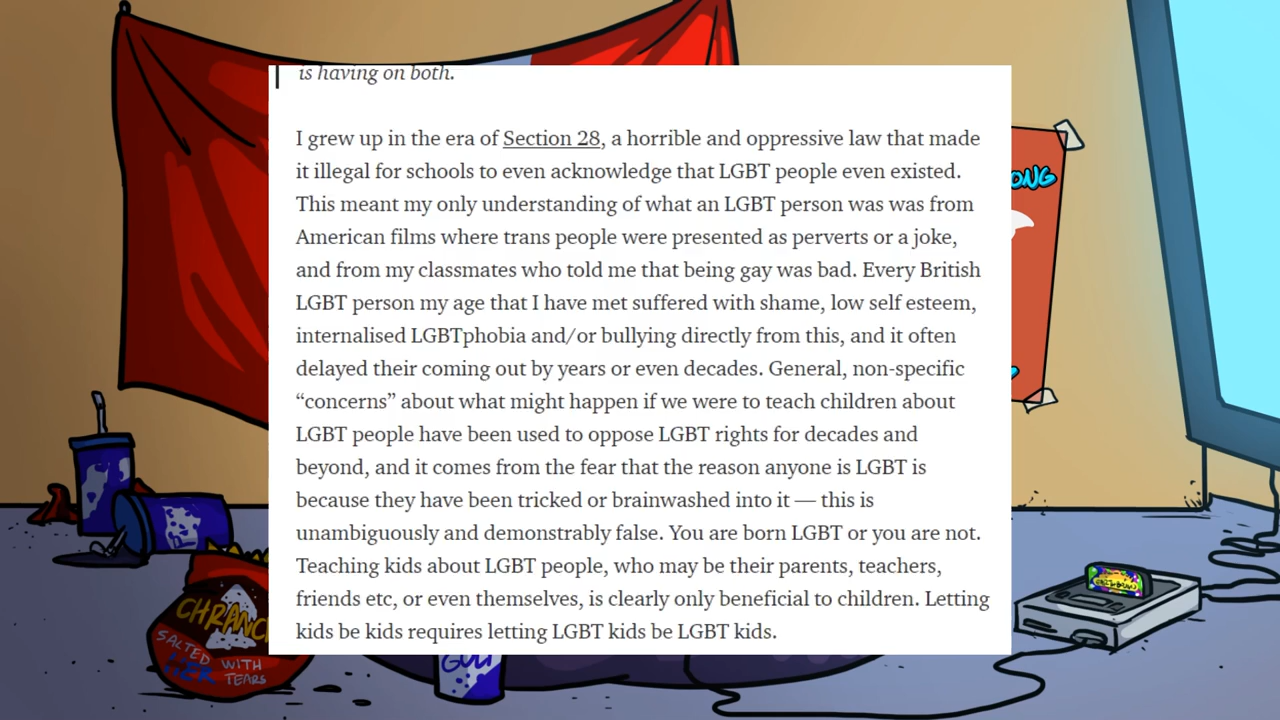 is having on both.
I grew up in the era of Section 28, a horrible and oppressive law that made
it illegal for schools to even acknowledge that LGBT people even existed.
This meant my only understanding of what an LGBT person was was from
American films where trans people were presented as perverts or a joke,
and from my classmates who told me that being gay was bad. Every British
LGBT person my age that I have met suffered with shame, low self esteem,
internalised LGBTphobia and/or bullying directly from this, and it often
delayed their coming out by years or even decades. General, non-specific
“concerns” about what might happen if we were to teach children about
LGBT people have been used to oppose LGBT rights for decades and
beyond, and it comes from the fear that the reason anyone is LGBT is
because they have been tricked or brainwashed into it — this is
unambiguously and demonstrably false. You are born LGBT or you are not.
Teaching kids about LGBT people, who may be their parents, teachers,
friends etc, or even themselves, is clearly only beneficial to children. Letting
kids be kids requires letting LGBT kids be LGBT kids.
ONG
CHRANC
SALTED WITH
HER TEARS